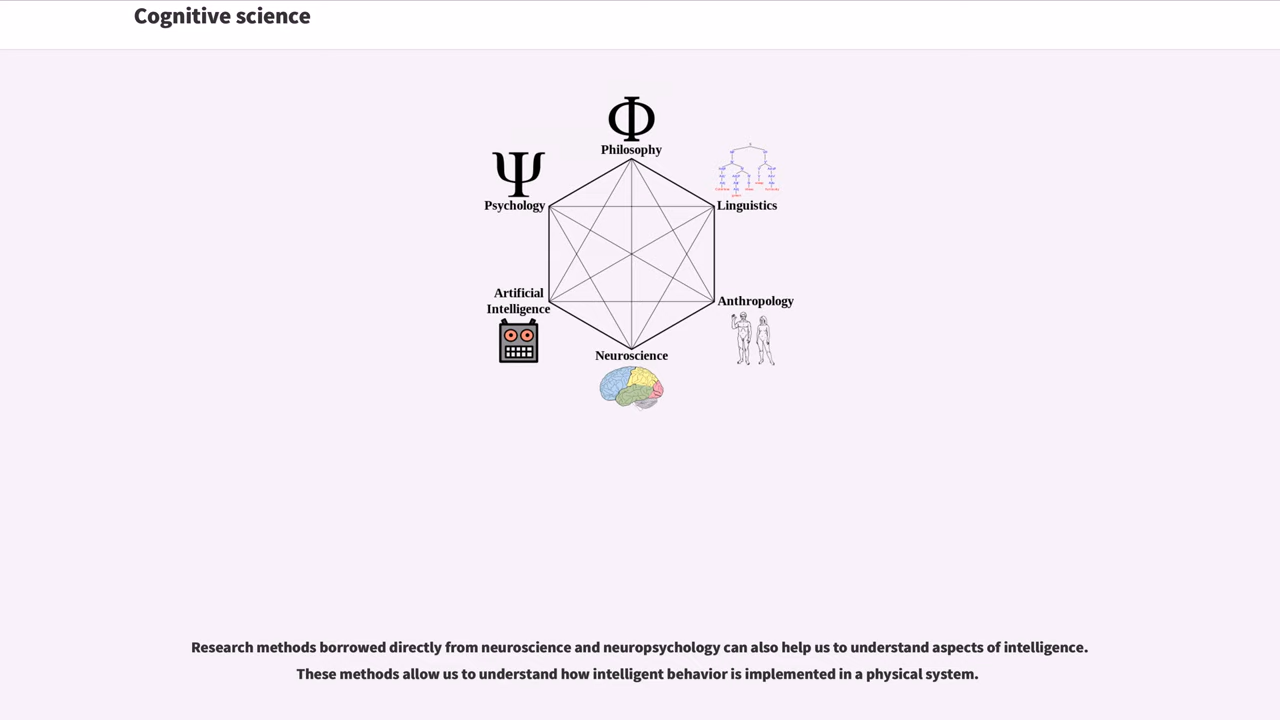 Cognitive science
Φ
Philosophy
Ψ
Psychology
Linguistics
Artificial
Intelligence
Anthropology
Neuroscience
Research methods borrowed directly from neuroscience and neuropsychology can also help us to understand aspects of intelligence.
These methods allow us to understand how intelligent behavior is implemented in a physical system.